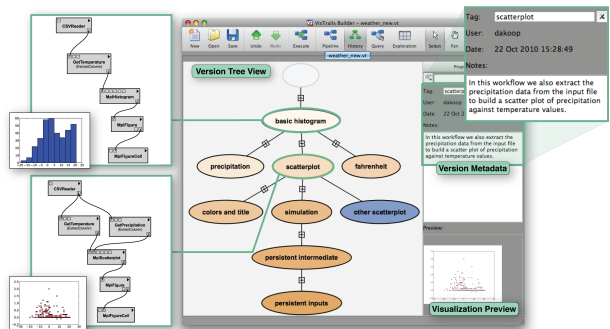 CSVReader
GetTemperature
(ExtractColumn)
MplHistogram
MplFigure
MplFigureCell
CSVReader
GetTemperature
(ExtractColumn)
GetPrecipitation
(ExtractColumn)
MplScatterplot
MplFigure
MplFigureCell
VisTrails Builder – weather_new.vt
New Open Save Undo Redo Execute Pipeline History Query Exploration Select Pan
weather_new.vt
Version Tree View
basic histogram
precipitation
scatterplot
fahrenheit
colors and title
simulation
other scatterplot
persistent intermediate
persistent inputs
Tag: scatterplot
User: dakoop
Date: 22 Oct 2010 15:28:49
Notes:
In this workflow we also extract the
precipitation data from the input file
to build a scatter plot of precipitation
against temperature values.
Tag:
User: dakoop
Date:
Notes:
In this workflow we also extract the
precipitation data from the input file
to build a scatter plot of precipitation
against temperature values.
Version Metadata
Preview:
Visualization Preview